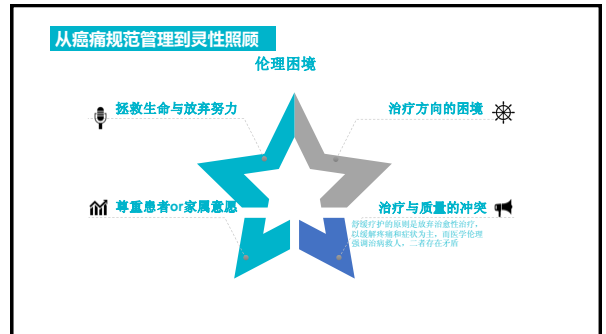 从癌痛规范管理到灵性照顾
伦理困境
拯救生命与放弃努力
治疗方向的困境
尊重患者or家属意愿
治疗与质量的冲突
舒缓疗护的原则是放弃治愈性治疗，
以缓解疼痛和症状为主。而医学伦理
强调治病救人，二者存在矛盾